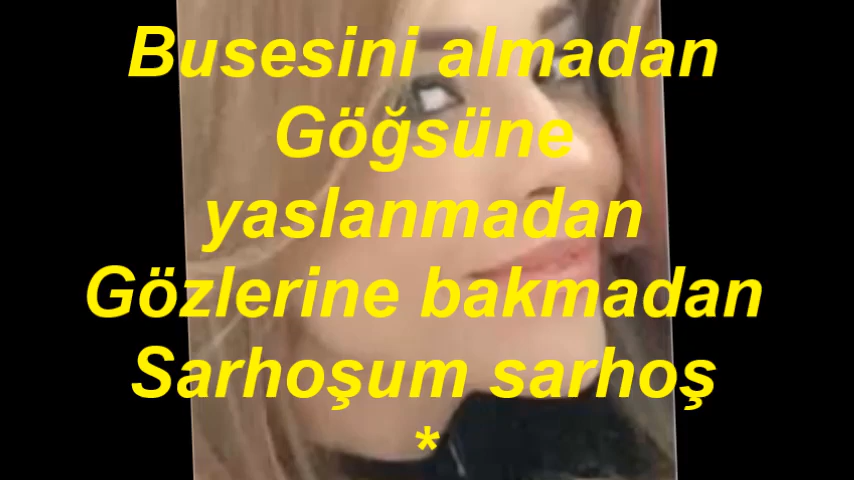 Busesini almadan
Göğsüne
yaslanmadan
Gözlerine bakmadan
Sarhoşum sarhoş
*